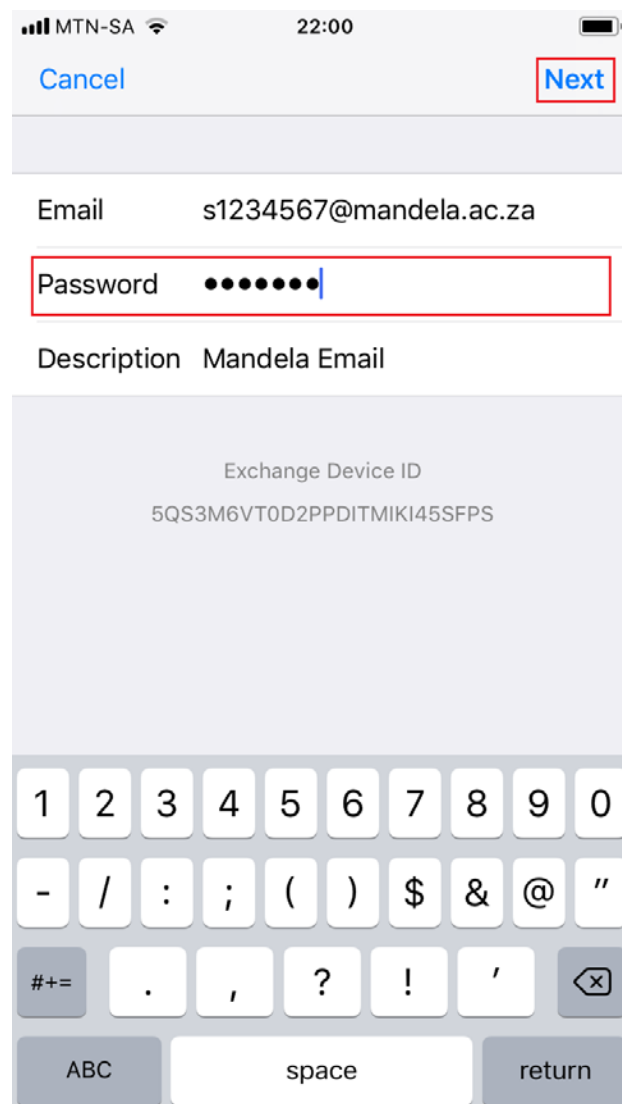 MTN-SA 22:00
Cancel Next
Email s1234567@mandela.ac.za
Password •••••••
Description Mandela Email
Exchange Device ID
5QS3M6VT0D2PPDITMIKI45SFPS
1 2 3 4 5 6 7 8 9 0
- / : ; ( ) $ & @ "
#+= . , ? ! '
ABC space return